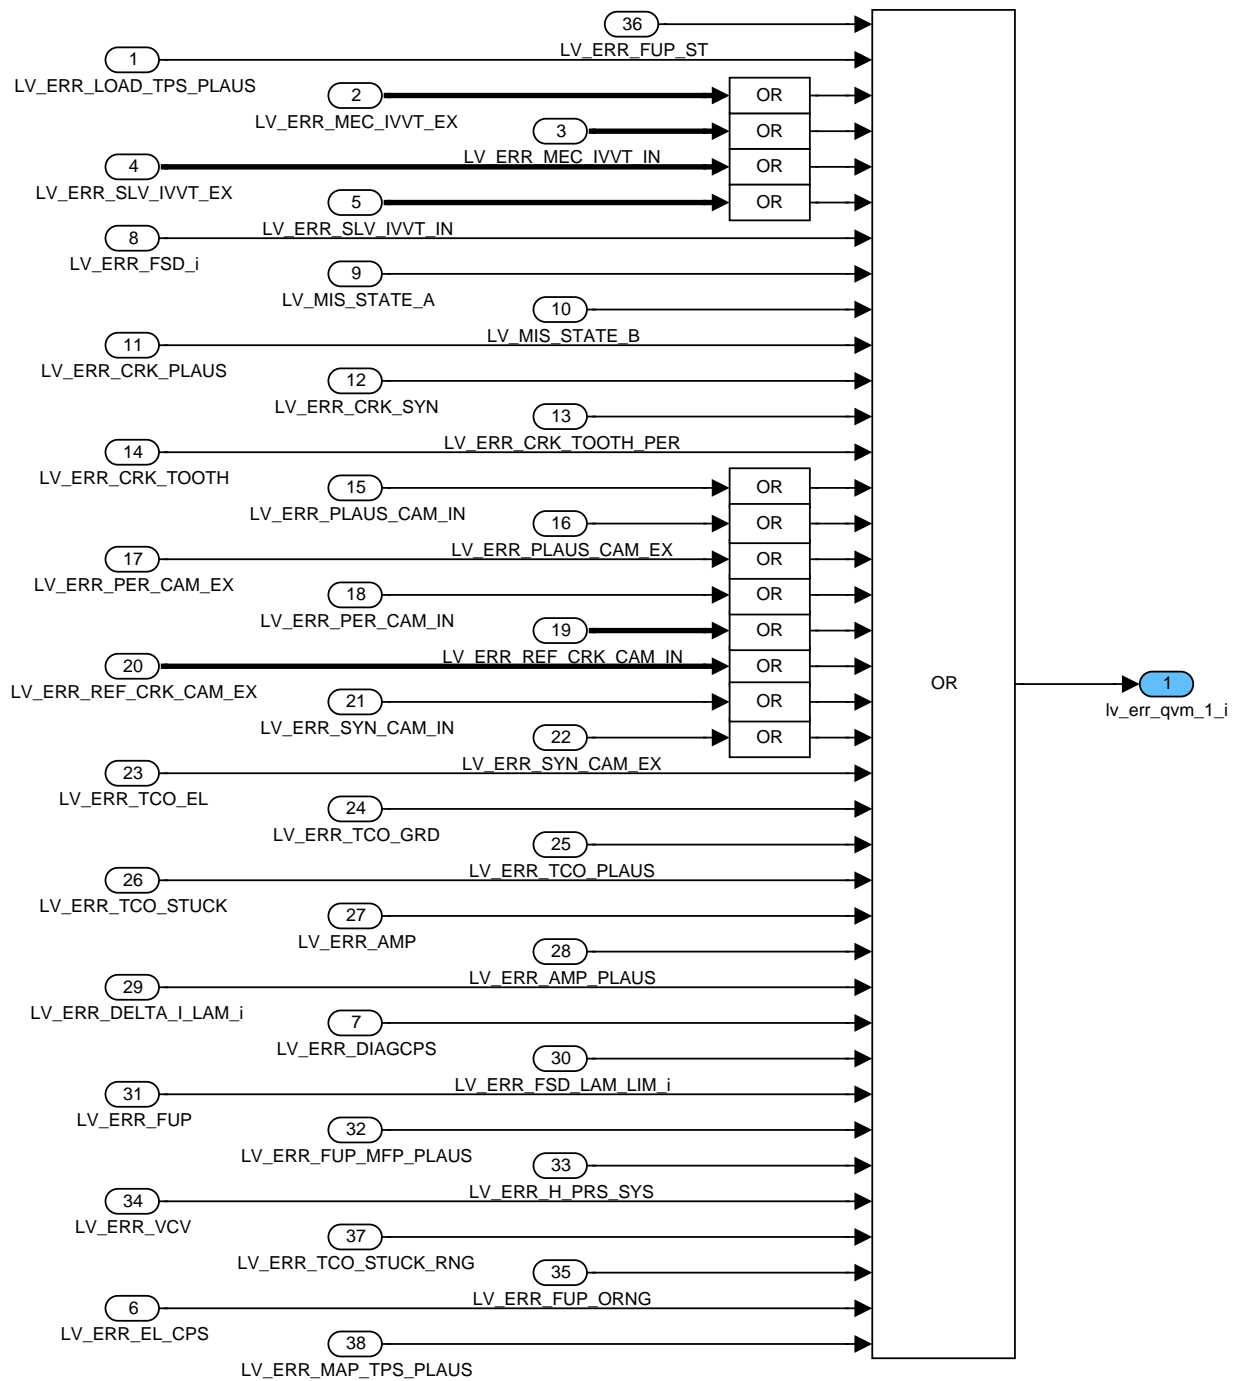 36
LV_ERR_FUP_ST
1
LV_ERR_LOAD_TPS_PLAUS
2
OR
LV_ERR_MEC_IVVT_EX
3
OR
LV_ERR_MEC_IVVT_IN
4
OR
LV_ERR_SLV_IVVT_EX
5
OR
LV_ERR_SLV_IVVT_IN
8
LV_ERR_FSD_i
9
LV_MIS_STATE_A
10
LV_MIS_STATE_B
11
LV_ERR_CRK_PLAUS
12
LV_ERR_CRK_SYN
13
LV_ERR_CRK_TOOTH_PER
14
LV_ERR_CRK_TOOTH
15
OR
LV_ERR_PLAUS_CAM_IN
16
OR
LV_ERR_PLAUS_CAM_EX
17
OR
LV_ERR_PER_CAM_EX
18
OR
LV_ERR_PER_CAM_IN
19
OR
LV_ERR_REF_CRK_CAM_IN
20
OR
LV_ERR_REF_CRK_CAM_EX
OR
1
lv_err_qvm_1_i
21
OR
LV_ERR_SYN_CAM_IN
22
OR
LV_ERR_SYN_CAM_EX
23
LV_ERR_TCO_EL
24
LV_ERR_TCO_GRD
25
LV_ERR_TCO_PLAUS
26
LV_ERR_TCO_STUCK
27
LV_ERR_AMP
28
LV_ERR_AMP_PLAUS
29
LV_ERR_DELTA_I_LAM_i
7
LV_ERR_DIAGCPS
30
LV_ERR_FSD_LAM_LIM_i
31
LV_ERR_FUP
32
LV_ERR_FUP_MFP_PLAUS
33
LV_ERR_H_PRS_SYS
34
LV_ERR_VCV
37
LV_ERR_TCO_STUCK_RNG
35
LV_ERR_FUP_ORNG
6
LV_ERR_EL_CPS
38
LV_ERR_MAP_TPS_PLAUS